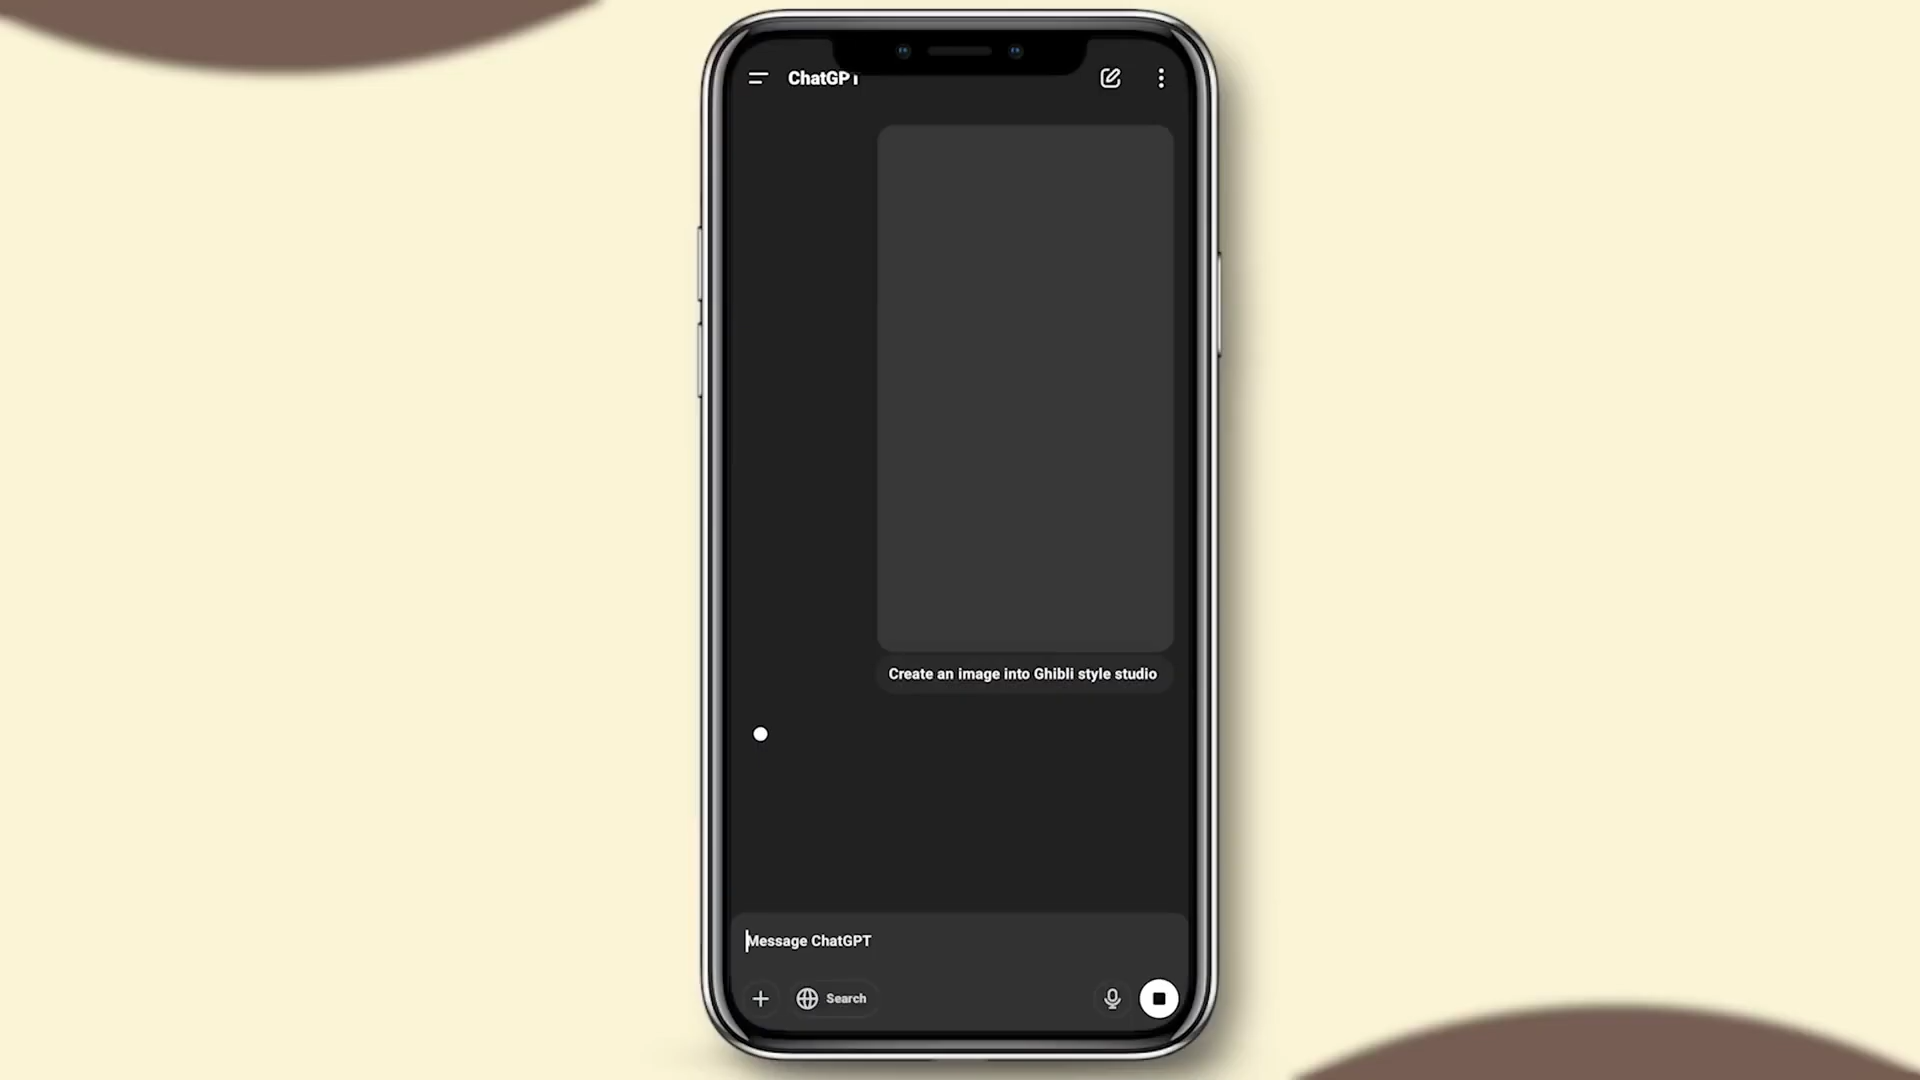 ChatGPT
Create an image into Ghibli style studio
Message ChatGPT
Search